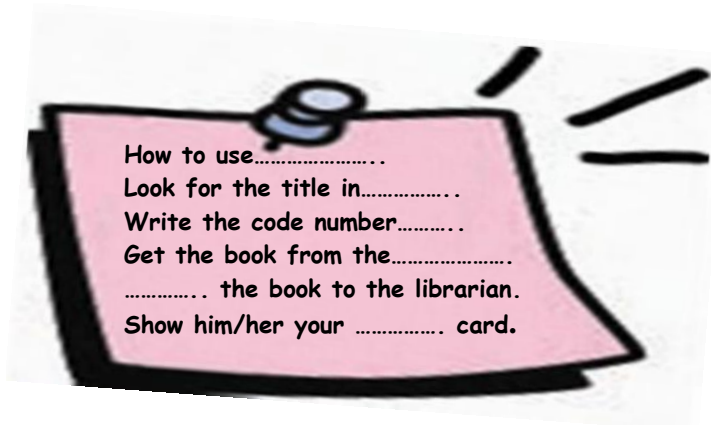 How to use…………………..
Look for the title in……………..
Write the code number………..
Get the book from the………………….
………….. the book to the librarian.
Show him/her your ……………. card.